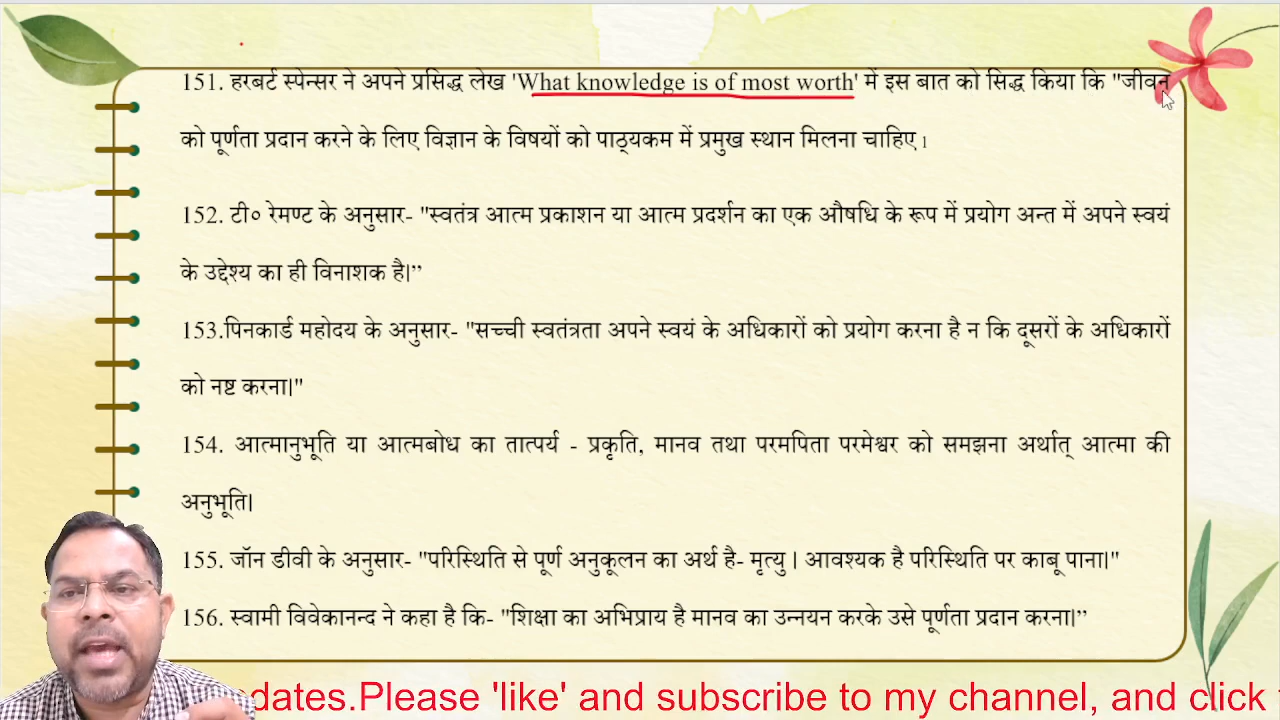 151. हरबर्ट स्पेन्सर ने अपने प्रसिद्ध लेख 'What knowledge is of most worth' में इस बात को सिद्ध किया कि "जीवन
को पूर्णता प्रदान करने के लिए विज्ञान के विषयों को पाठ्यकम में प्रमुख स्थान मिलना चाहिए।
152. टी० रेमण्ट के अनुसार- "स्वतंत्र आत्म प्रकाशन या आत्म प्रदर्शन का एक औषधि के रूप में प्रयोग अन्त में अपने स्वयं
के उद्देश्य का ही विनाशक है।”
153.पिनकार्ड महोदय के अनुसार- "सच्ची स्वतंत्रता अपने स्वयं के अधिकारों को प्रयोग करना है न कि दूसरों के अधिकारों
को नष्ट करना।"
154. आत्मानुभूति या आत्मबोध का तात्पर्य - प्रकृति, मानव तथा परमपिता परमेश्वर को समझना अर्थात् आत्मा की
अनुभूति।
155. जॉन डीवी के अनुसार- "परिस्थिति से पूर्ण अनुकूलन का अर्थ है- मृत्यु । आवश्यक है परिस्थिति पर काबू पाना।"
156. स्वामी विवेकानन्द ने कहा है कि- "शिक्षा का अभिप्राय है मानव का उन्नयन करके उसे पूर्णता प्रदान करना।”
dates.Please 'like' and subscribe to my channel, and click